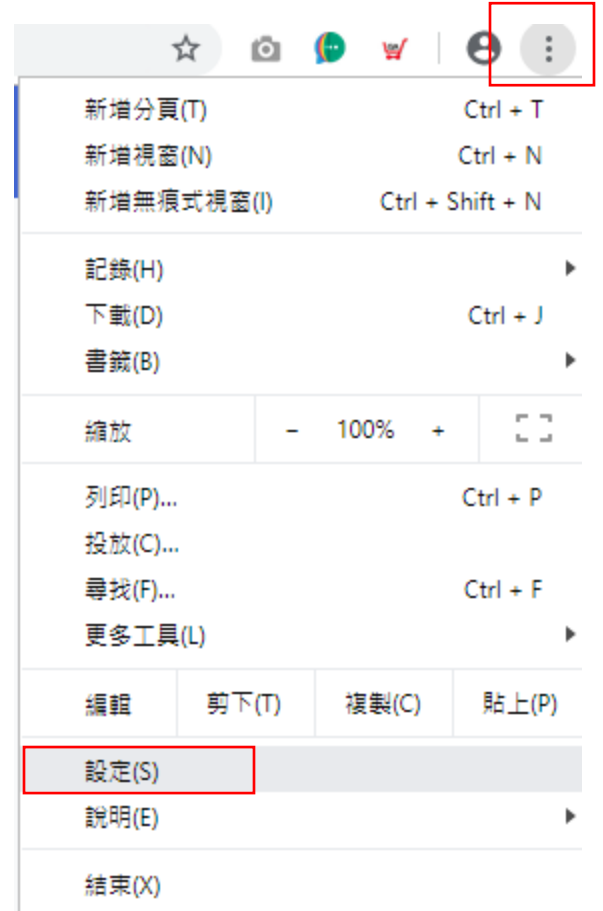 新增分頁(T) Ctrl + T
新增視窗(N) Ctrl + N
新增無痕式視窗(I) Ctrl + Shift + N
記錄(H)
下載(D) Ctrl + J
書籤(B)
縮放 - 100% +
列印(P)... Ctrl + P
投放(C)...
尋找(F)... Ctrl + F
更多工具(L)
編輯 剪下(T) 複製(C) 貼上(P)
設定(S)
說明(E)
結束(X)